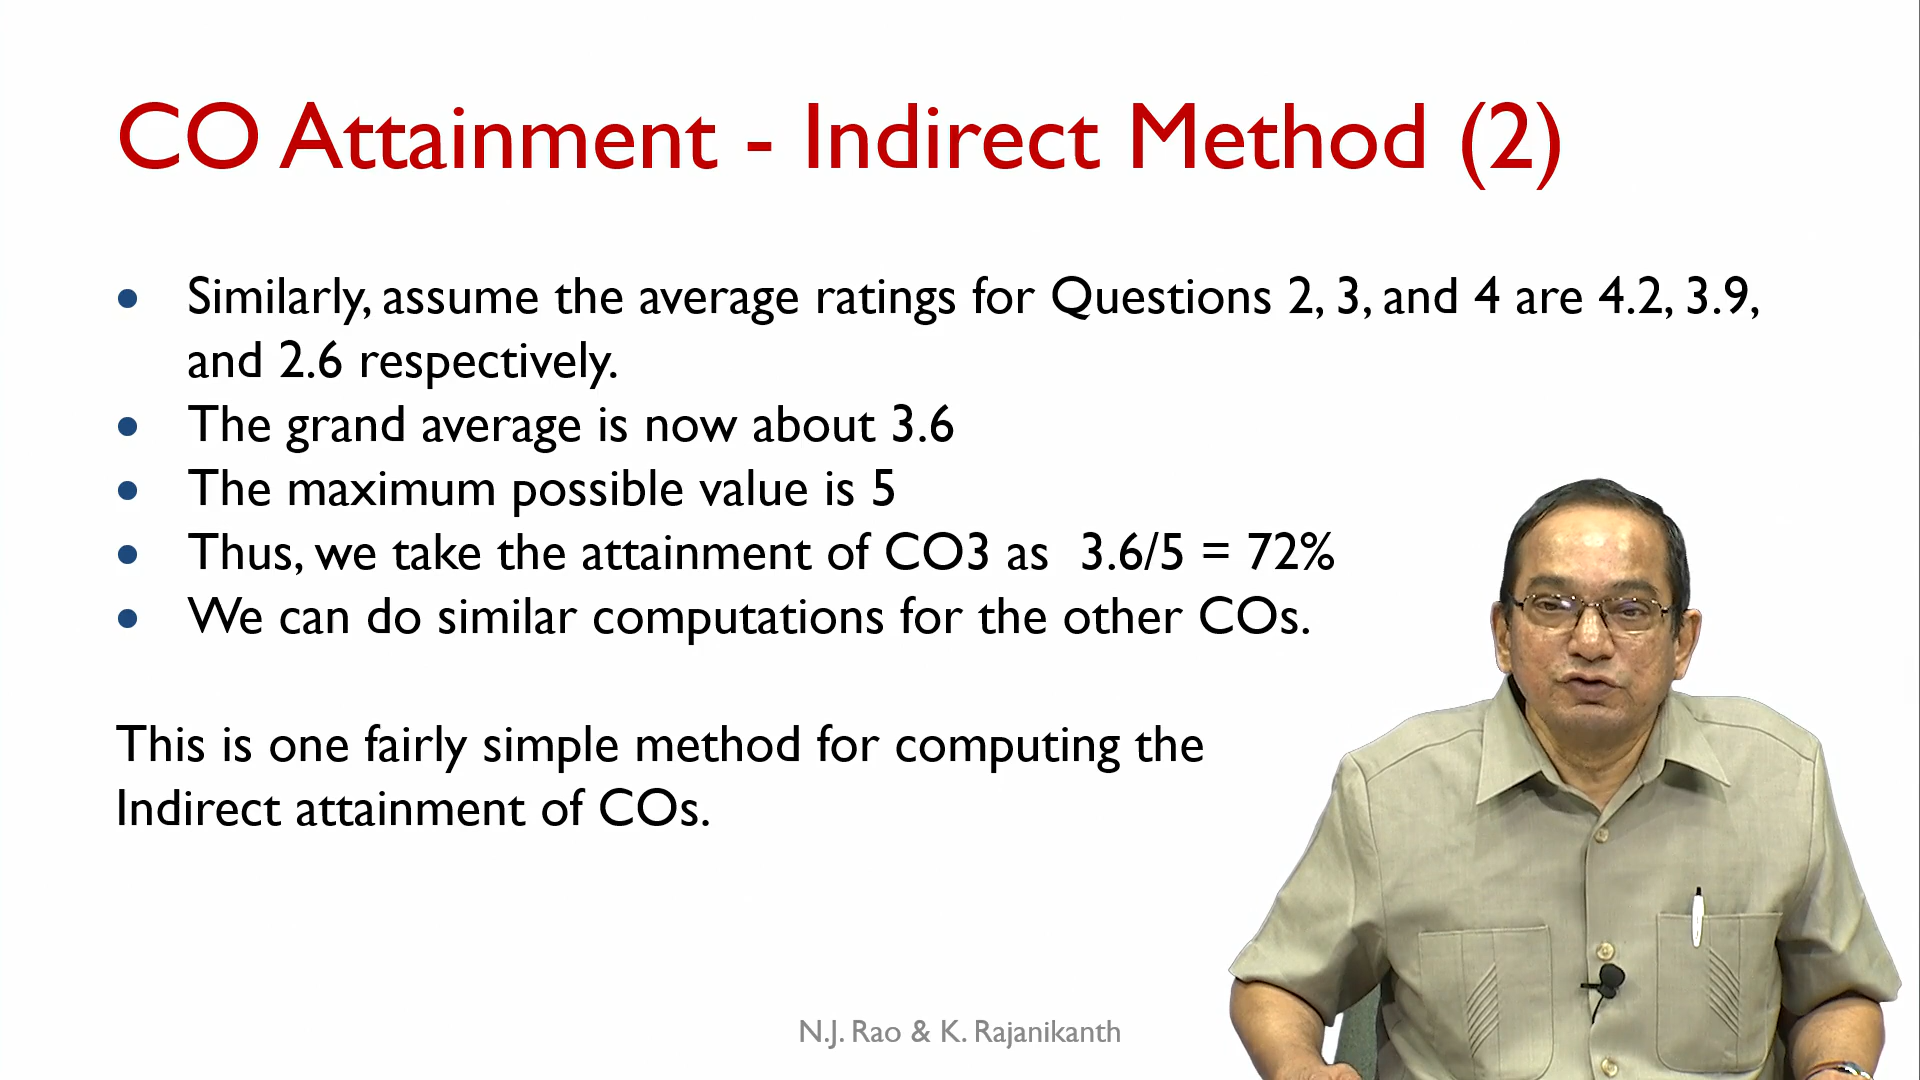 CO Attainment - Indirect Method (2)
• Similarly, assume the average ratings for Questions 2, 3, and 4 are 4.2, 3.9,
and 2.6 respectively.
• The grand average is now about 3.6
• The maximum possible value is 5
• Thus, we take the attainment of CO3 as 3.6/5 = 72%
• We can do similar computations for the other COs.
This is one fairly simple method for computing the
Indirect attainment of COs.
N.J. Rao & K. Rajanikanth